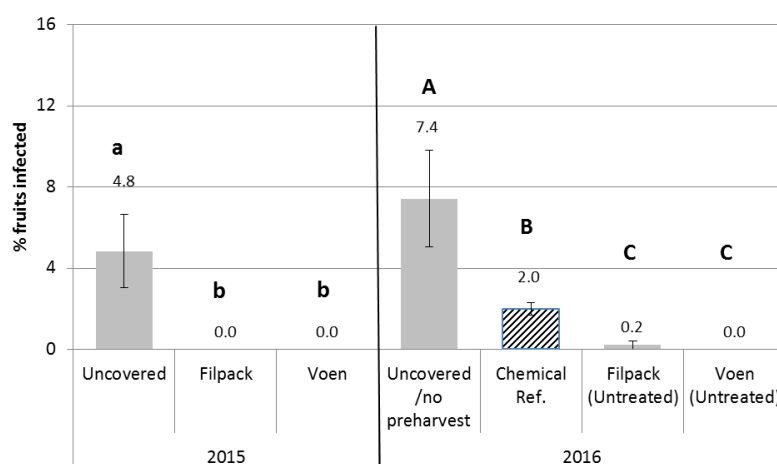 16
12
8
4
0
% fruits infected
a
4.8
b
0.0
b
0.0
A
7.4
B
2.0
C
0.2
C
0.0
Uncovered
Filpack
Voen
Uncovered
/no
preharvest
Chemical
Ref.
Filpack
(Untreated)
Voen
(Untreated)
2015
2016